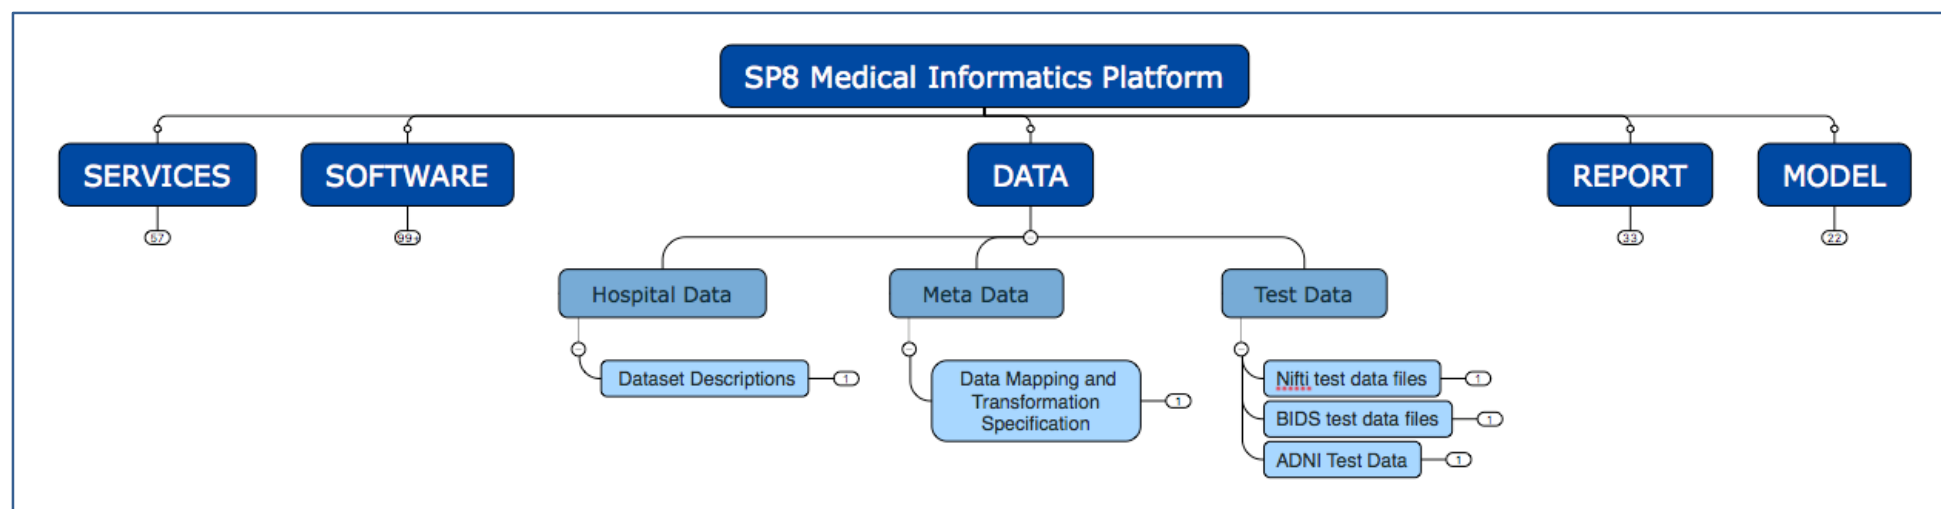 SP8 Medical Informatics Platform
SERVICES
SOFTWARE
DATA
REPORT
MODEL
57
99+
33
22
Hospital Data
Meta Data
Test Data
Dataset Descriptions
1
Data Mapping and
Transformation
Specification
1
Nifti test data files
1
BIDS test data files
1
ADNI Test Data
1